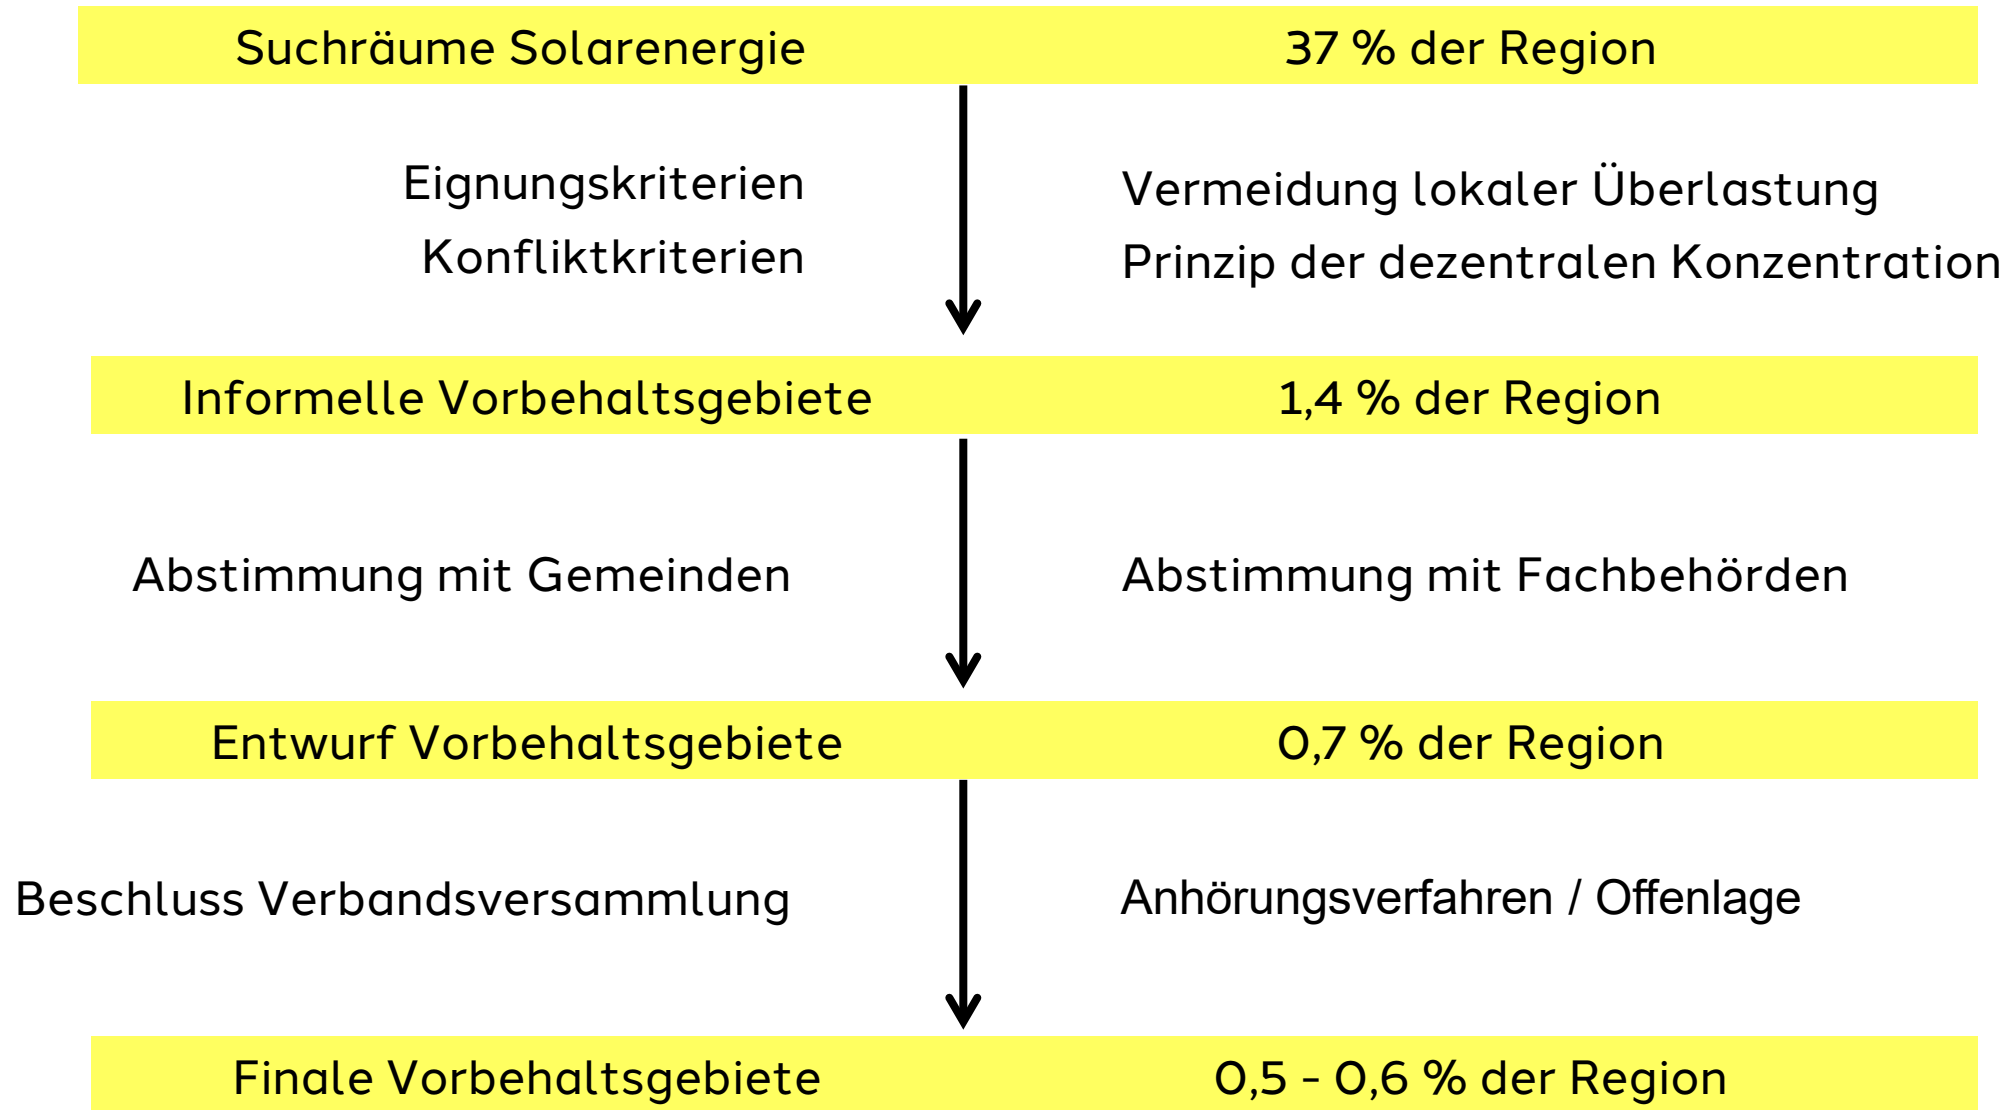 Suchräume Solarenergie 37 % der Region
Eignungskriterien Vermeidung lokaler Überlastung
Konfliktkriterien Prinzip der dezentralen Konzentration
Informelle Vorbehaltsgebiete 1,4 % der Region
Abstimmung mit Gemeinden Abstimmung mit Fachbehörden
Entwurf Vorbehaltsgebiete 0,7 % der Region
Beschluss Verbandsversammlung Anhörungsverfahren / Offenlage
Finale Vorbehaltsgebiete 0,5 - 0,6 % der Region